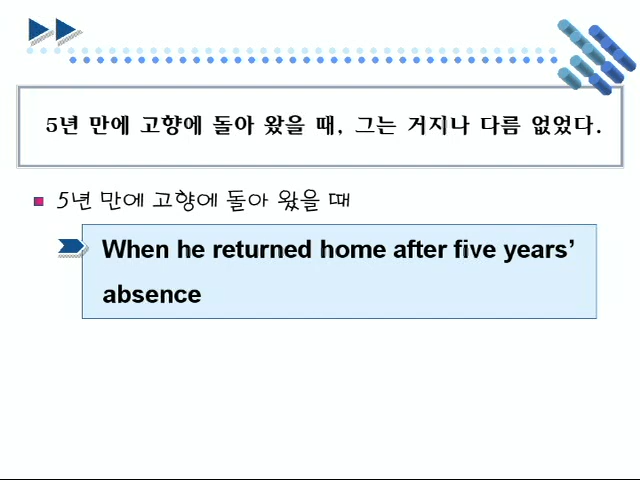 5년 만에 고향에 돌아 왔을 때, 그는 거지나 다름 없었다.
5년 만에 고향에 돌아 왔을 때
When he returned home after five years’
absence